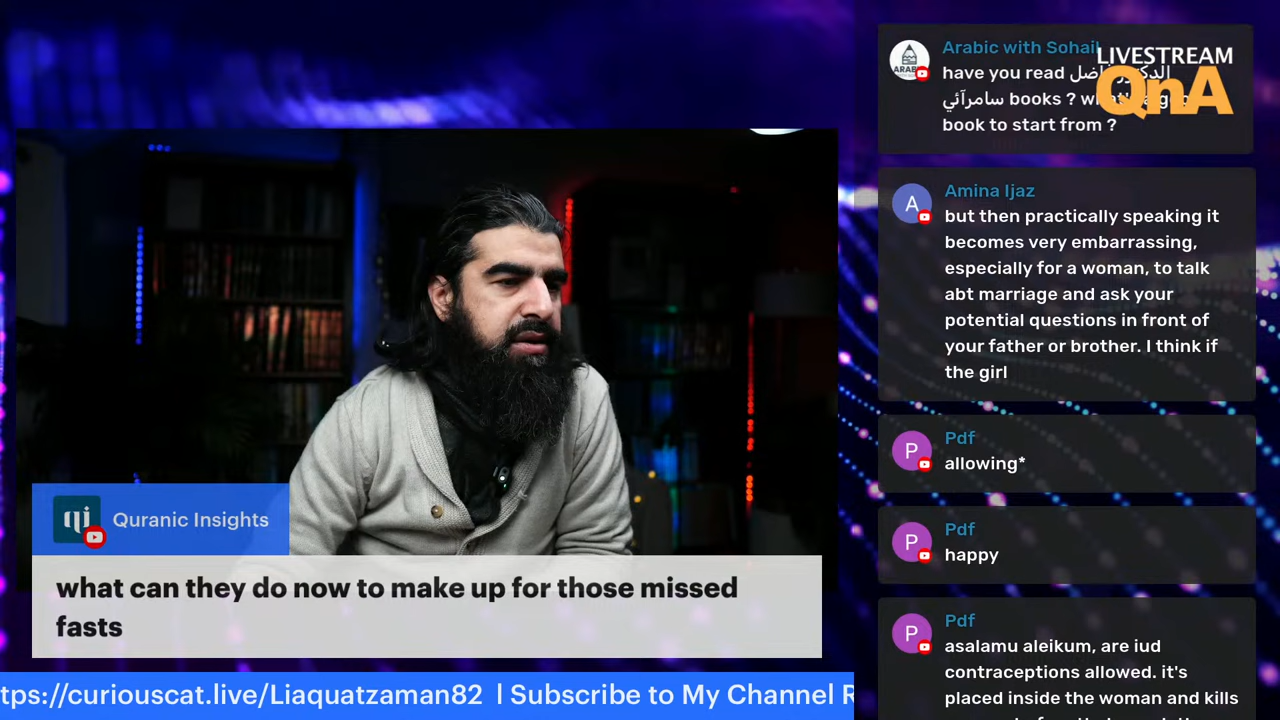 Arabic with Sohail
have you read الدكتور فاضل
سامرآئي books ? what's a good
book to start from ?
LIVESTREAM
QnA
Amina Ijaz
but then practically speaking it
becomes very embarrassing,
especially for a woman, to talk
abt marriage and ask your
potential questions in front of
your father or brother. I think if
the girl
Pdf
allowing*
Pdf
happy
Pdf
asalamu aleikum, are iud
contraceptions allowed. it's
placed inside the woman and kills
Quranic Insights
what can they do now to make up for those missed
fasts
tps://curiouscat.live/Liaquatzaman82 | Subscribe to My Channel R